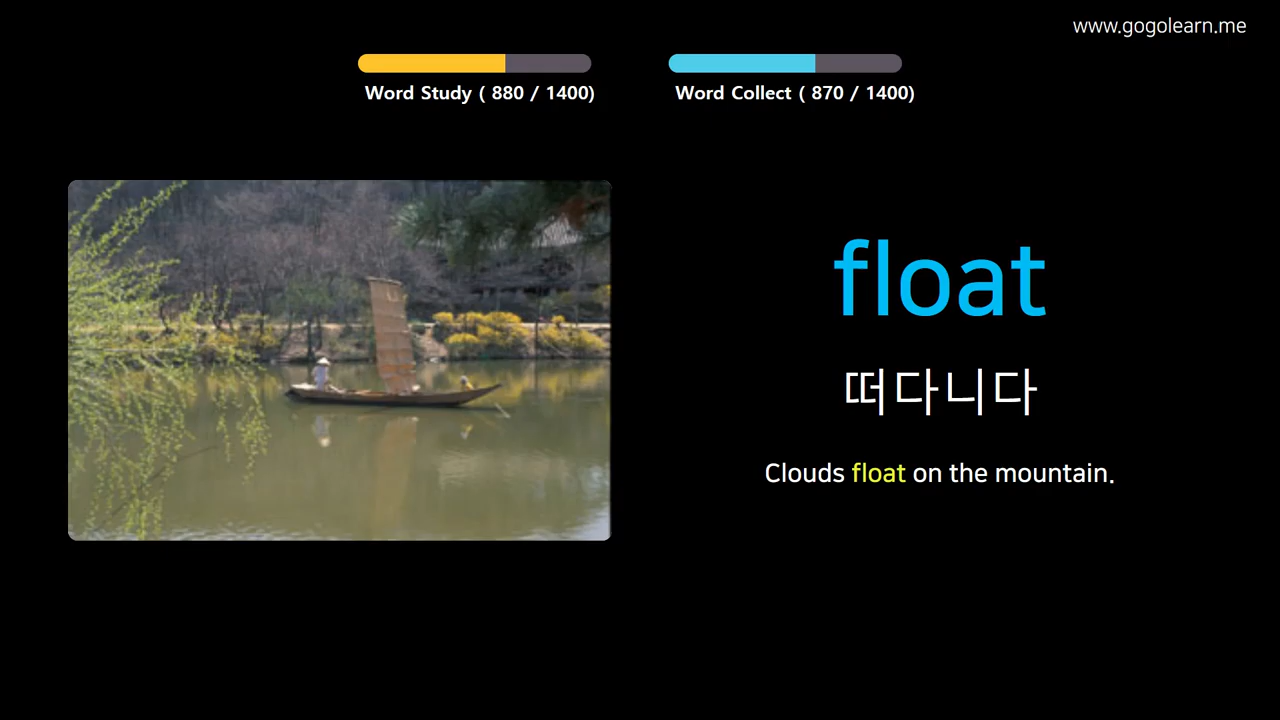 www.gogolearn.me
Word Study ( 880 / 1400)
Word Collect ( 870 / 1400)
float
떠다니다
Clouds float on the mountain.